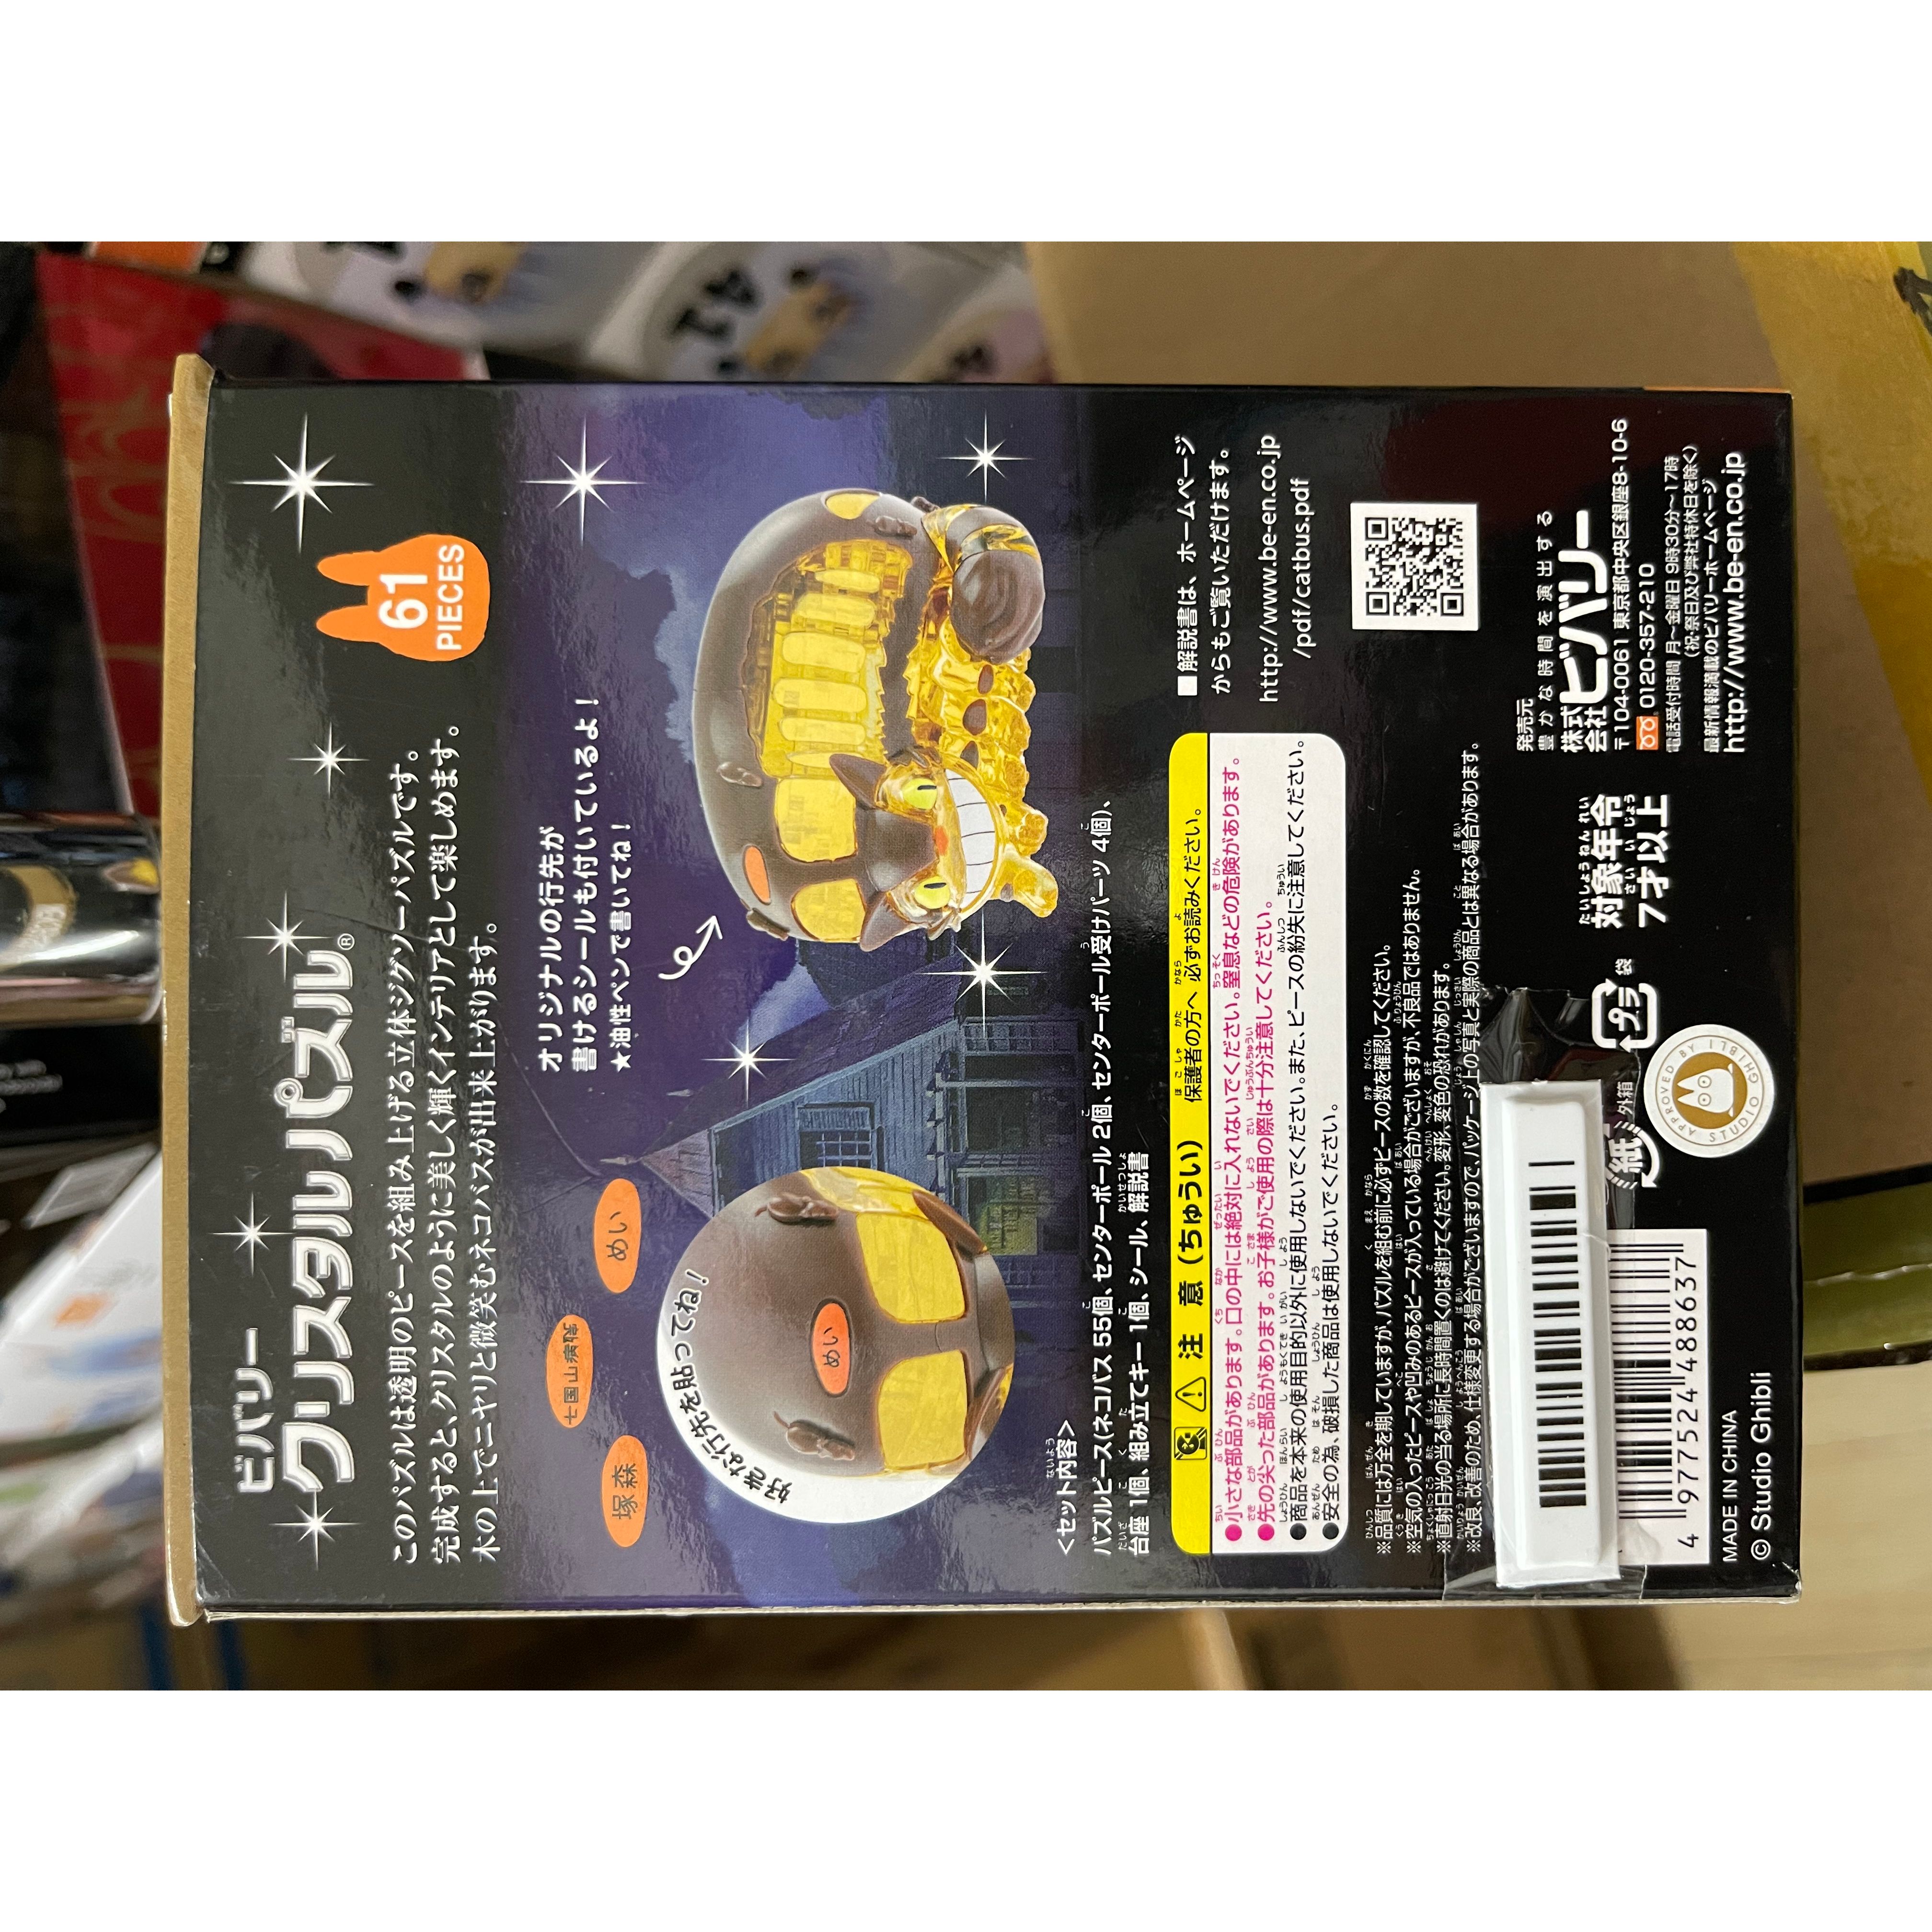 ビバリー
クリスタルパズル®
61
PIECES
このパズルは透明のピースを組み上げる立体ジグソーパズルです。
完成すると、クリスタルのように美しく輝くインテリアとして楽しめます。
木の上でニヤリと微笑むネコバスが出来上がります。
オリジナルの行先が
書けるシールも付いているよ!
★油性ペンで書いてね!
塚森
七国山病院
めい
好きな行先を貼ってね!
めい
<セット内容>
パズルピース(ネコバス 55個、センターポール 2個、センターポール受けパーツ 4個)、
台座 1個、組み立てキー 1個、シール、解説書
■解説書は、ホームページ
からもご覧いただけます。
http://www.be-en.co.jp
/pdf/catbus.pdf
注意(ちゅうい) 保護者の方へ 必ずお読みください。
●小さな部品があります。口の中には絶対に入れないでください。窒息などの危険があります。
●先の尖った部品があります。お子様がご使用の際は十分注意してください。
●商品を本来の使用目的以外に使用しないでください。また、ピースの紛失に注意してください。
●安全の為、破損した商品は使用しないでください。
※品質には万全を期していますが、パズルを組む前に必ずピースの数を確認してください。
※空気の入ったピースや凹みのあるピースが入っている場合がございますが、不良品ではありません。
※直射日光の当る場所に長時間置くのは避けてください。変形、変色の恐れがあります。
※改良、改善のため、仕様変更する場合がございますので、パッケージ上の写真と実際の商品とは異なる場合があります。
対象年令
7才以上
紙 外箱
プラ 袋
APPROVED BY STUDIO GHIBLI
発売元
豊かな時間を演出する
株式会社ビバリー
〒104-0061 東京都中央区銀座8-10-6
0120-357-210
電話受付時間 月〜金曜日 9時30分〜17時
(祝・祭日及び弊社特休日を除く)
最新情報満載のビバリーホームページ
http://www.be-en.co.jp
4 977524 488637
MADE IN CHINA
© Studio Ghibli